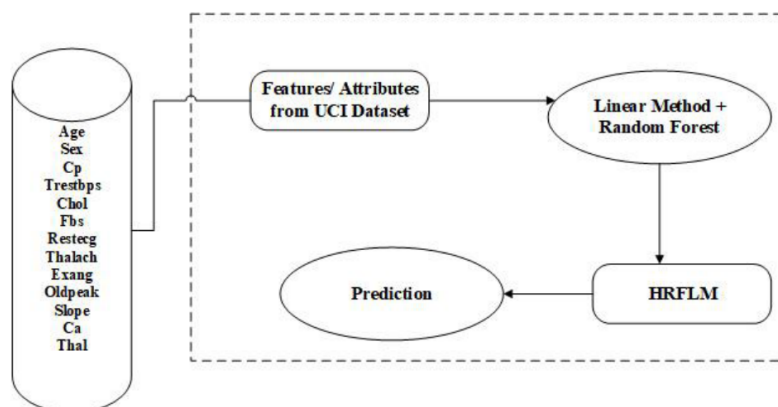 Age
Sex
Cp
Trestbps
Chol
Fbs
Restecg
Thalach
Exang
Oldpeak
Slope
Ca
Thal
Features/ Attributes
from UCI Dataset
Linear Method +
Random Forest
HRFLM
Prediction